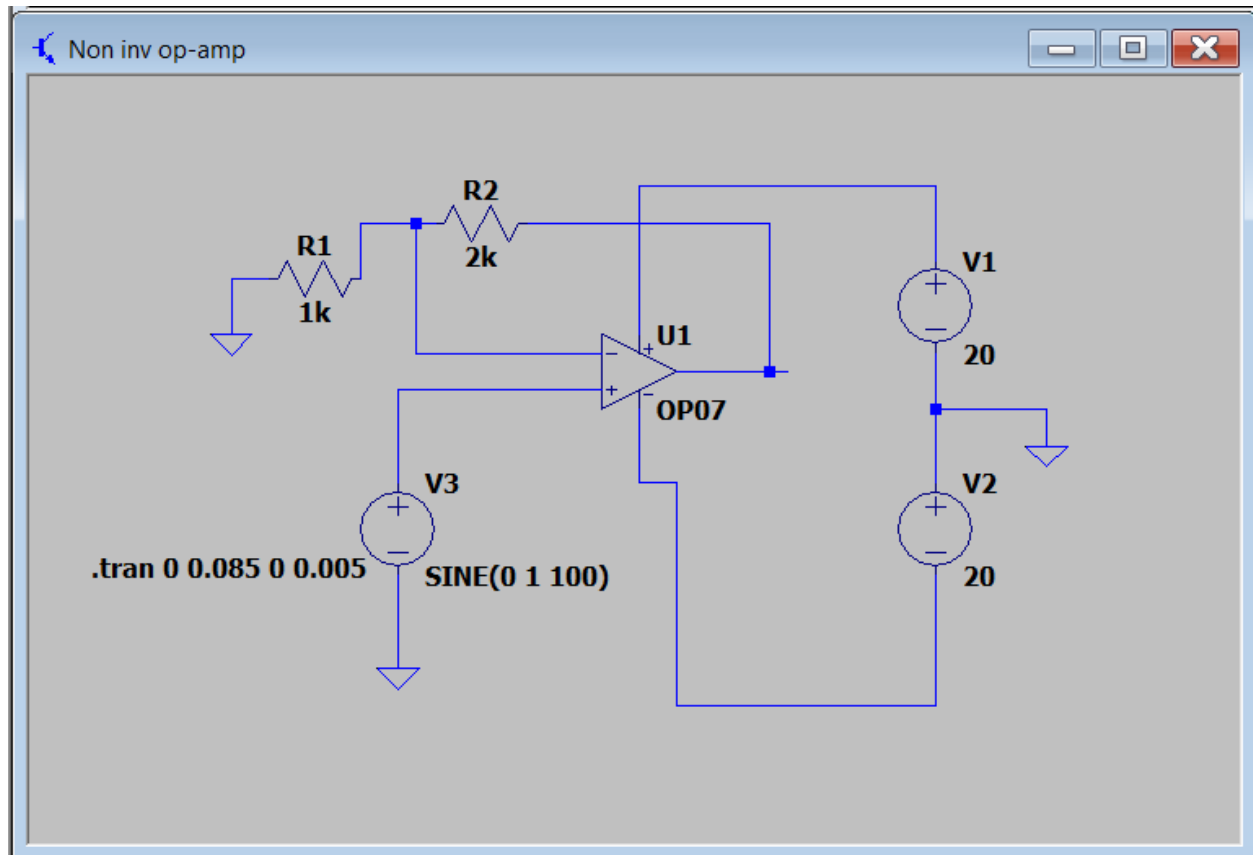 Non inv op-amp
R2
2k
R1
1k
V1
20
U1
OP07
V3
SINE(0 1 100)
.tran 0 0.085 0 0.005
V2
20